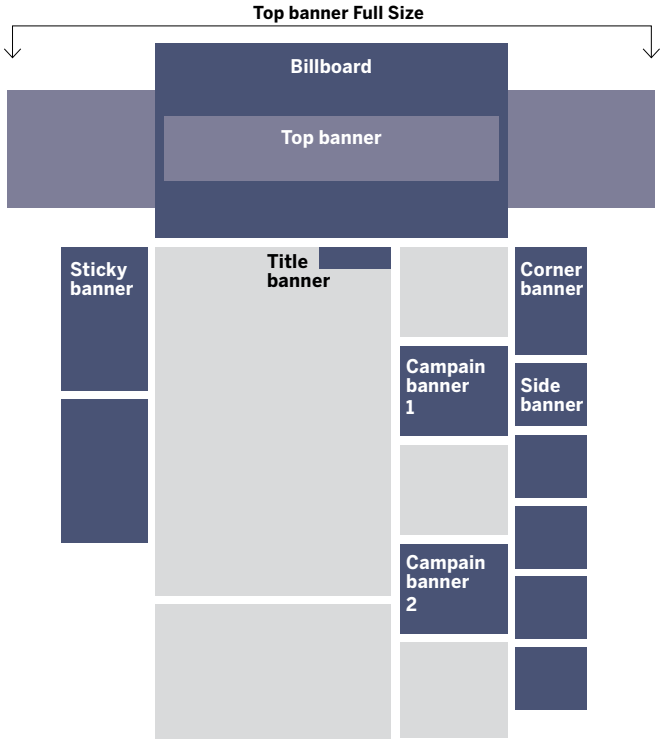 Top banner Full Size
Billboard
Top banner
Sticky
banner
Title
banner
Corner
banner
Campain
banner
1
Side
banner
Campain
banner
2